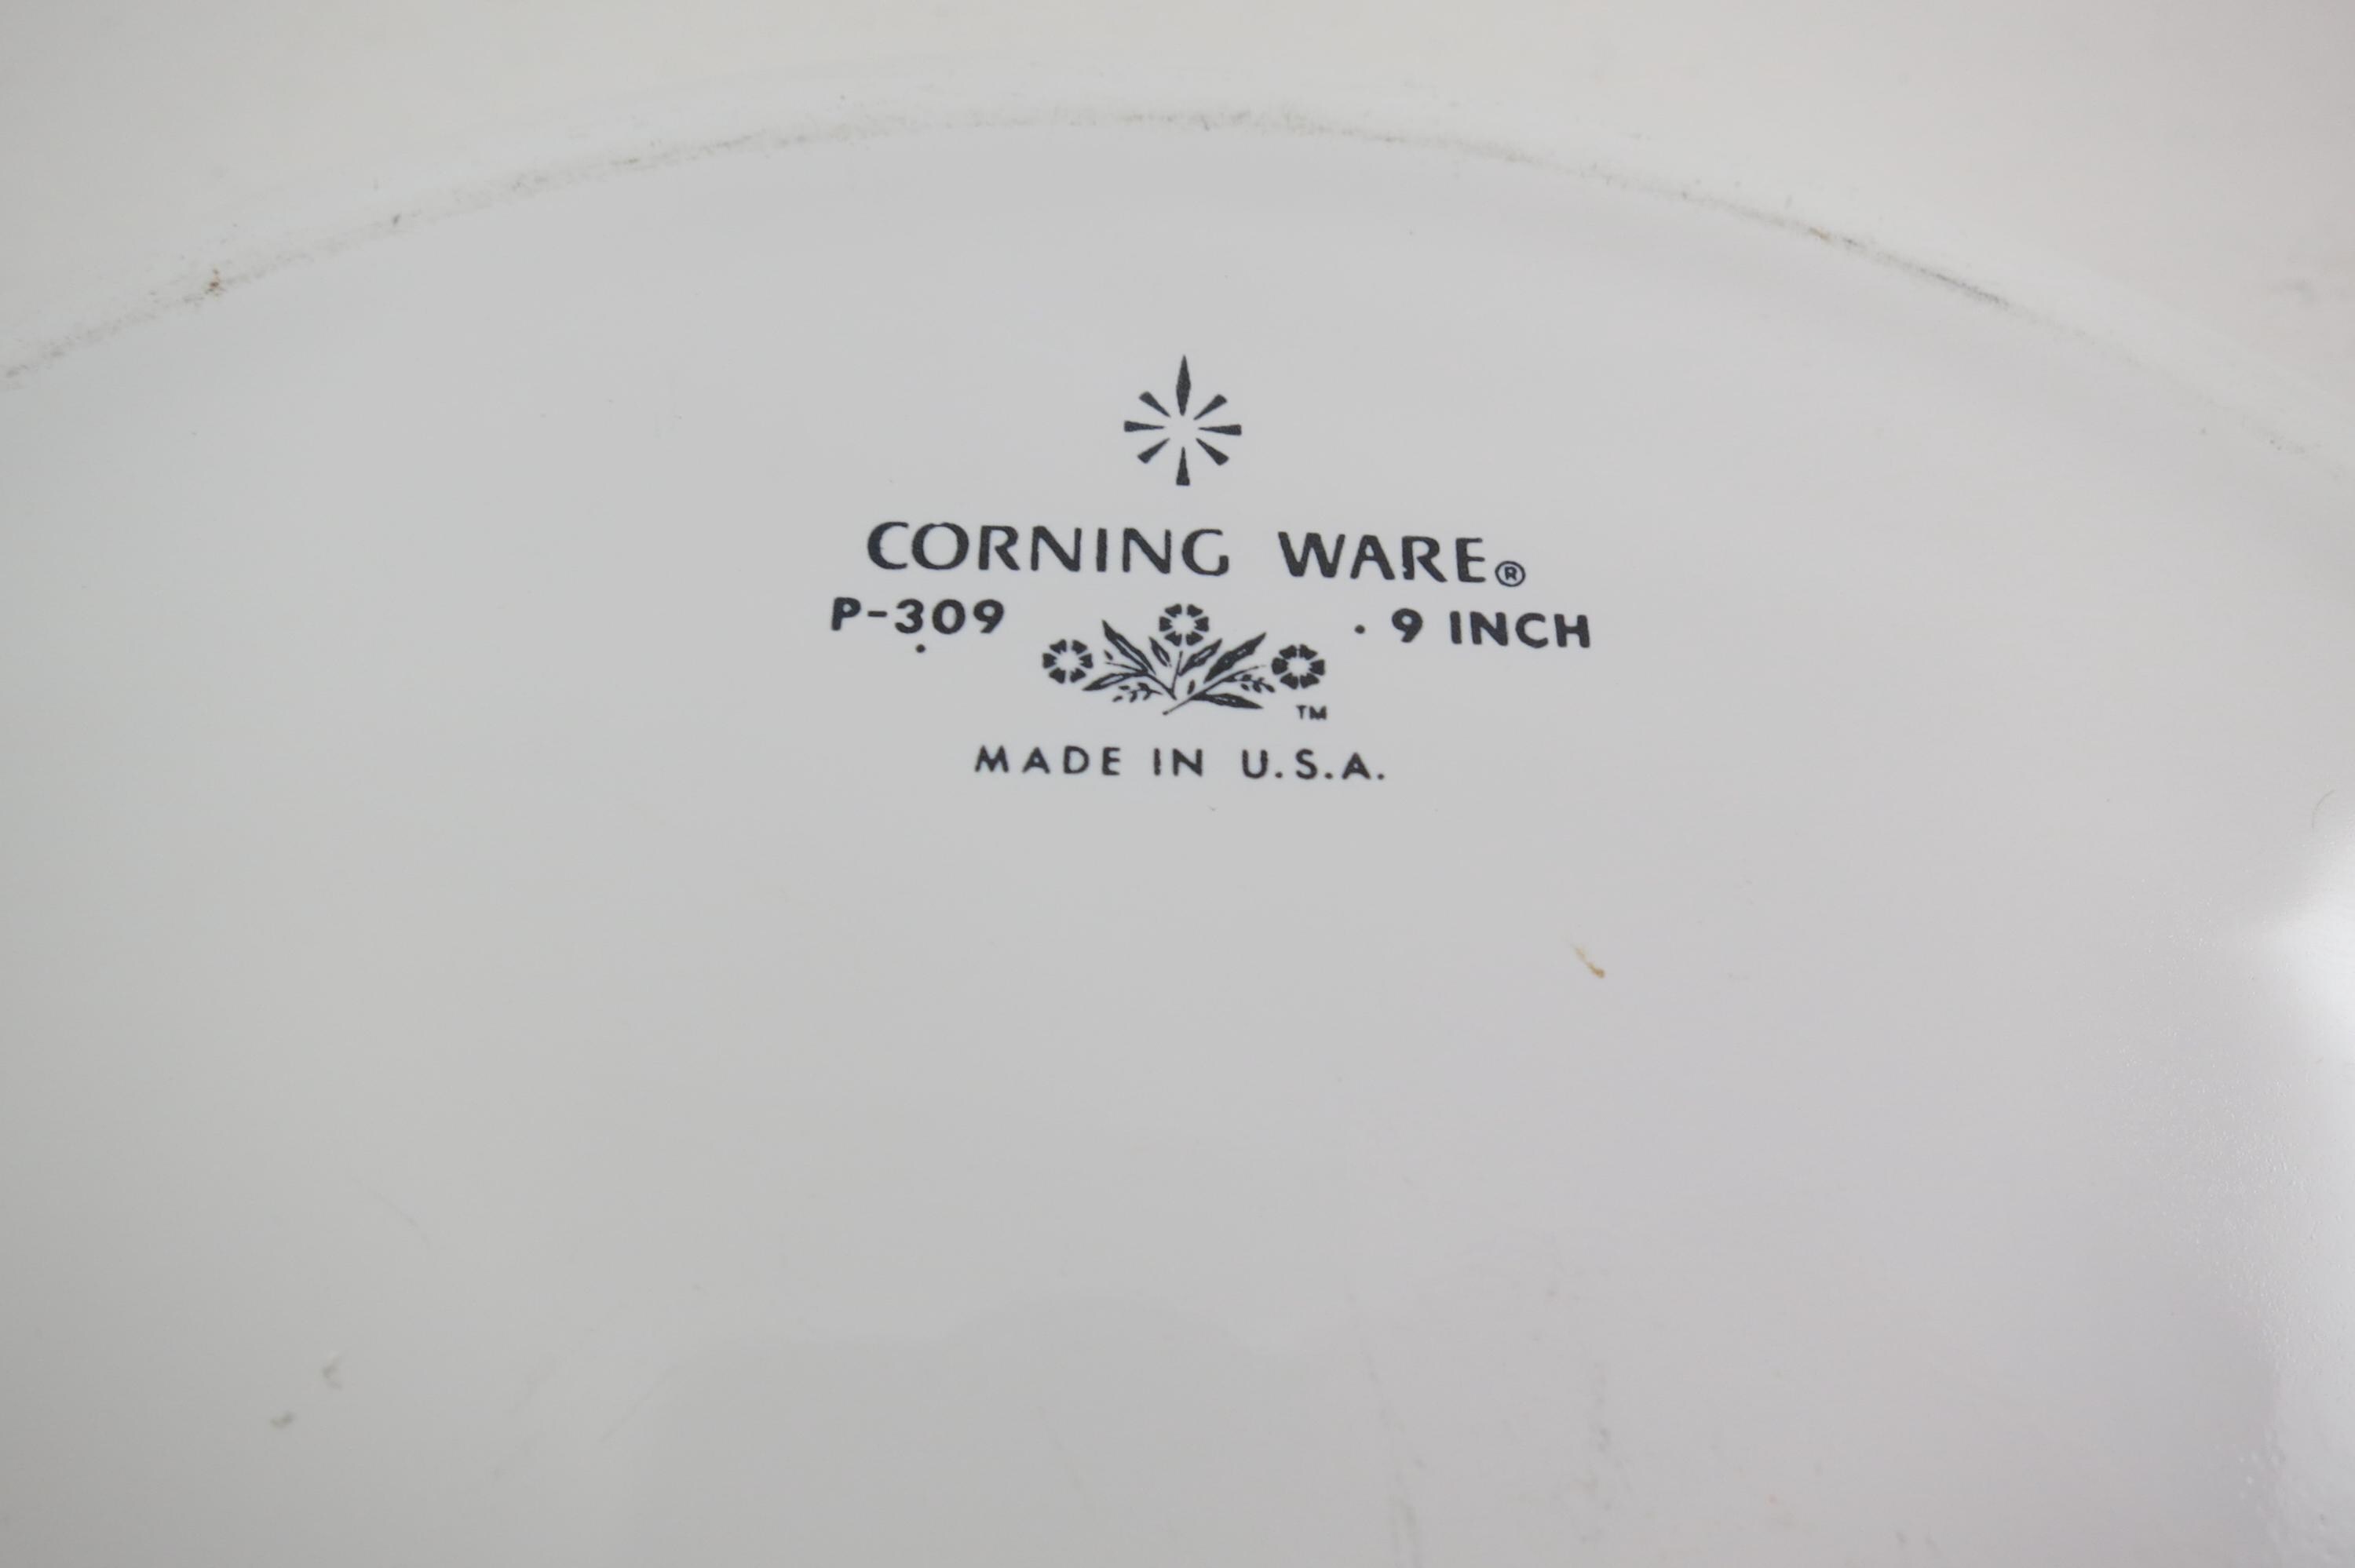 CORNING WARE®
P-309 · 9 INCH
TM
MADE IN U.S.A.